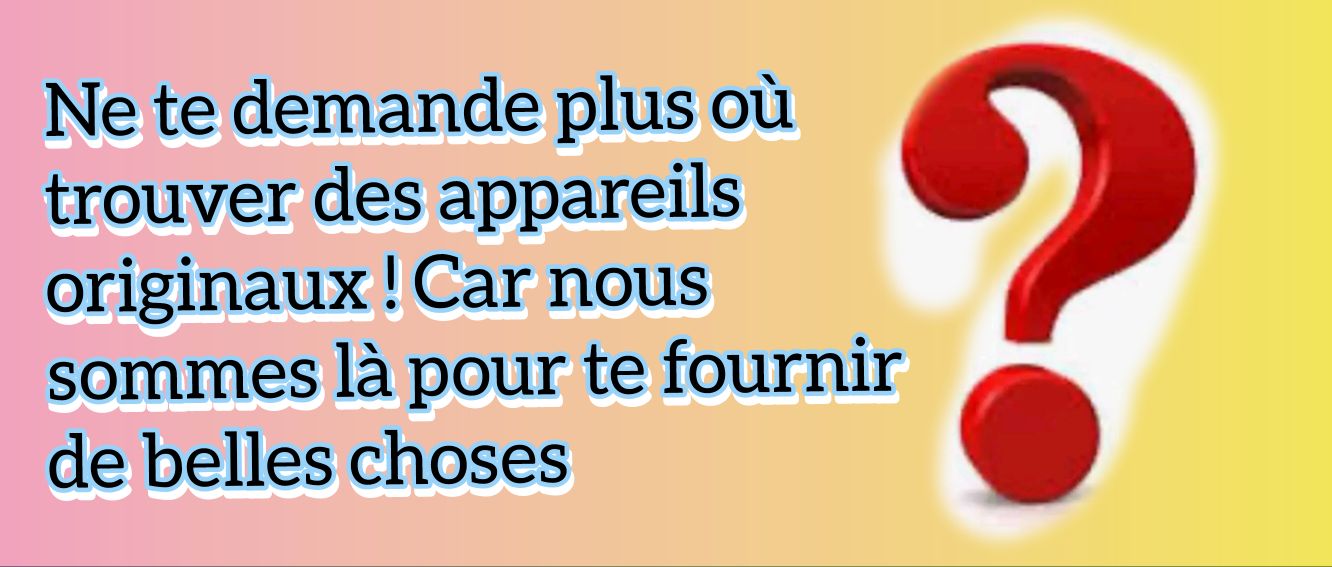 Ne te demande plus où
trouver des appareils
originaux ! Car nous
sommes là pour te fournir
de belles choses